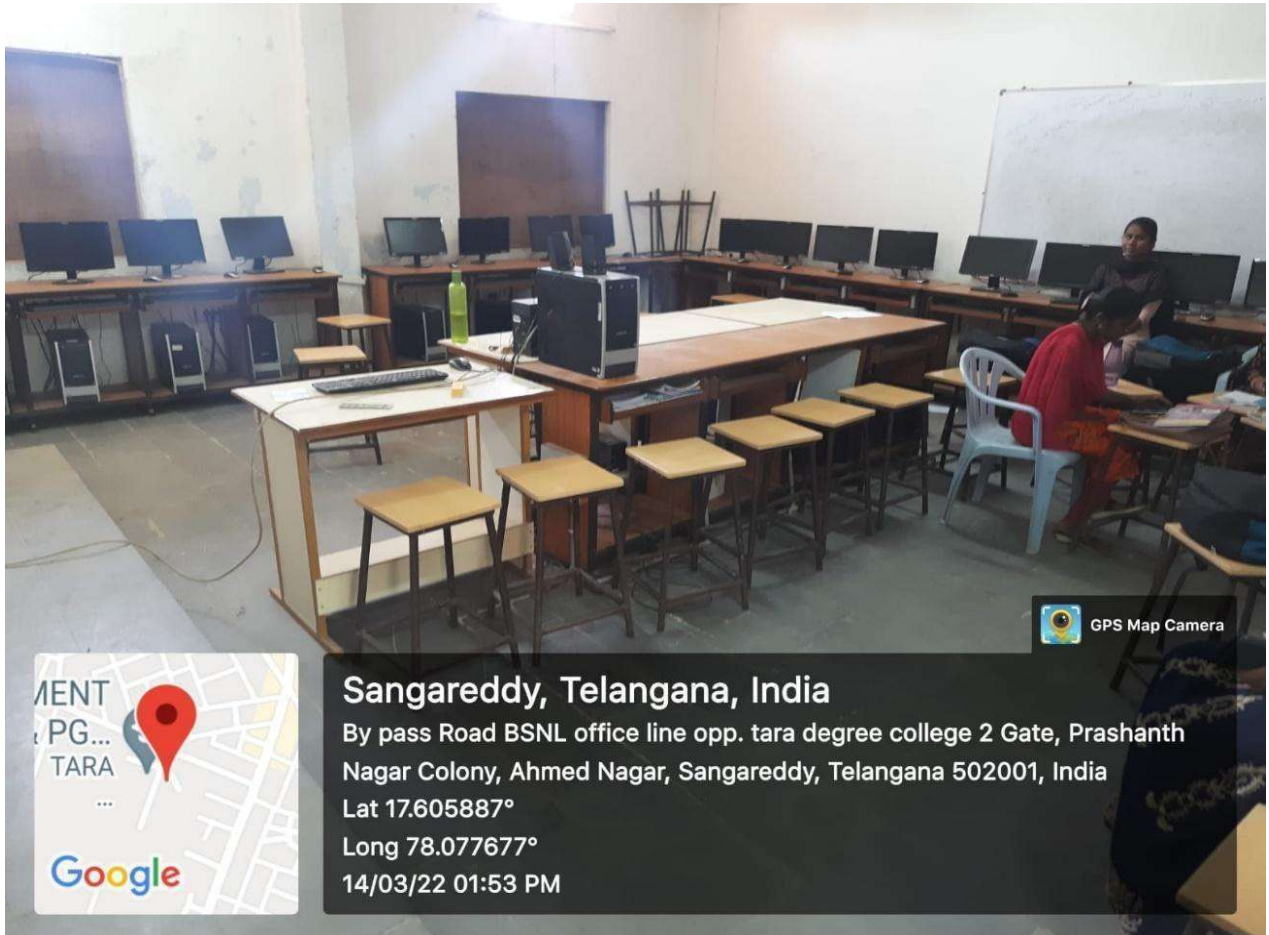 GPS Map Camera
MENT
PG...
TARA
...
Google
Sangareddy, Telangana, India
By pass Road BSNL office line opp. tara degree college 2 Gate, Prashanth
Nagar Colony, Ahmed Nagar, Sangareddy, Telangana 502001, India
Lat 17.605887°
Long 78.077677°
14/03/22 01:53 PM